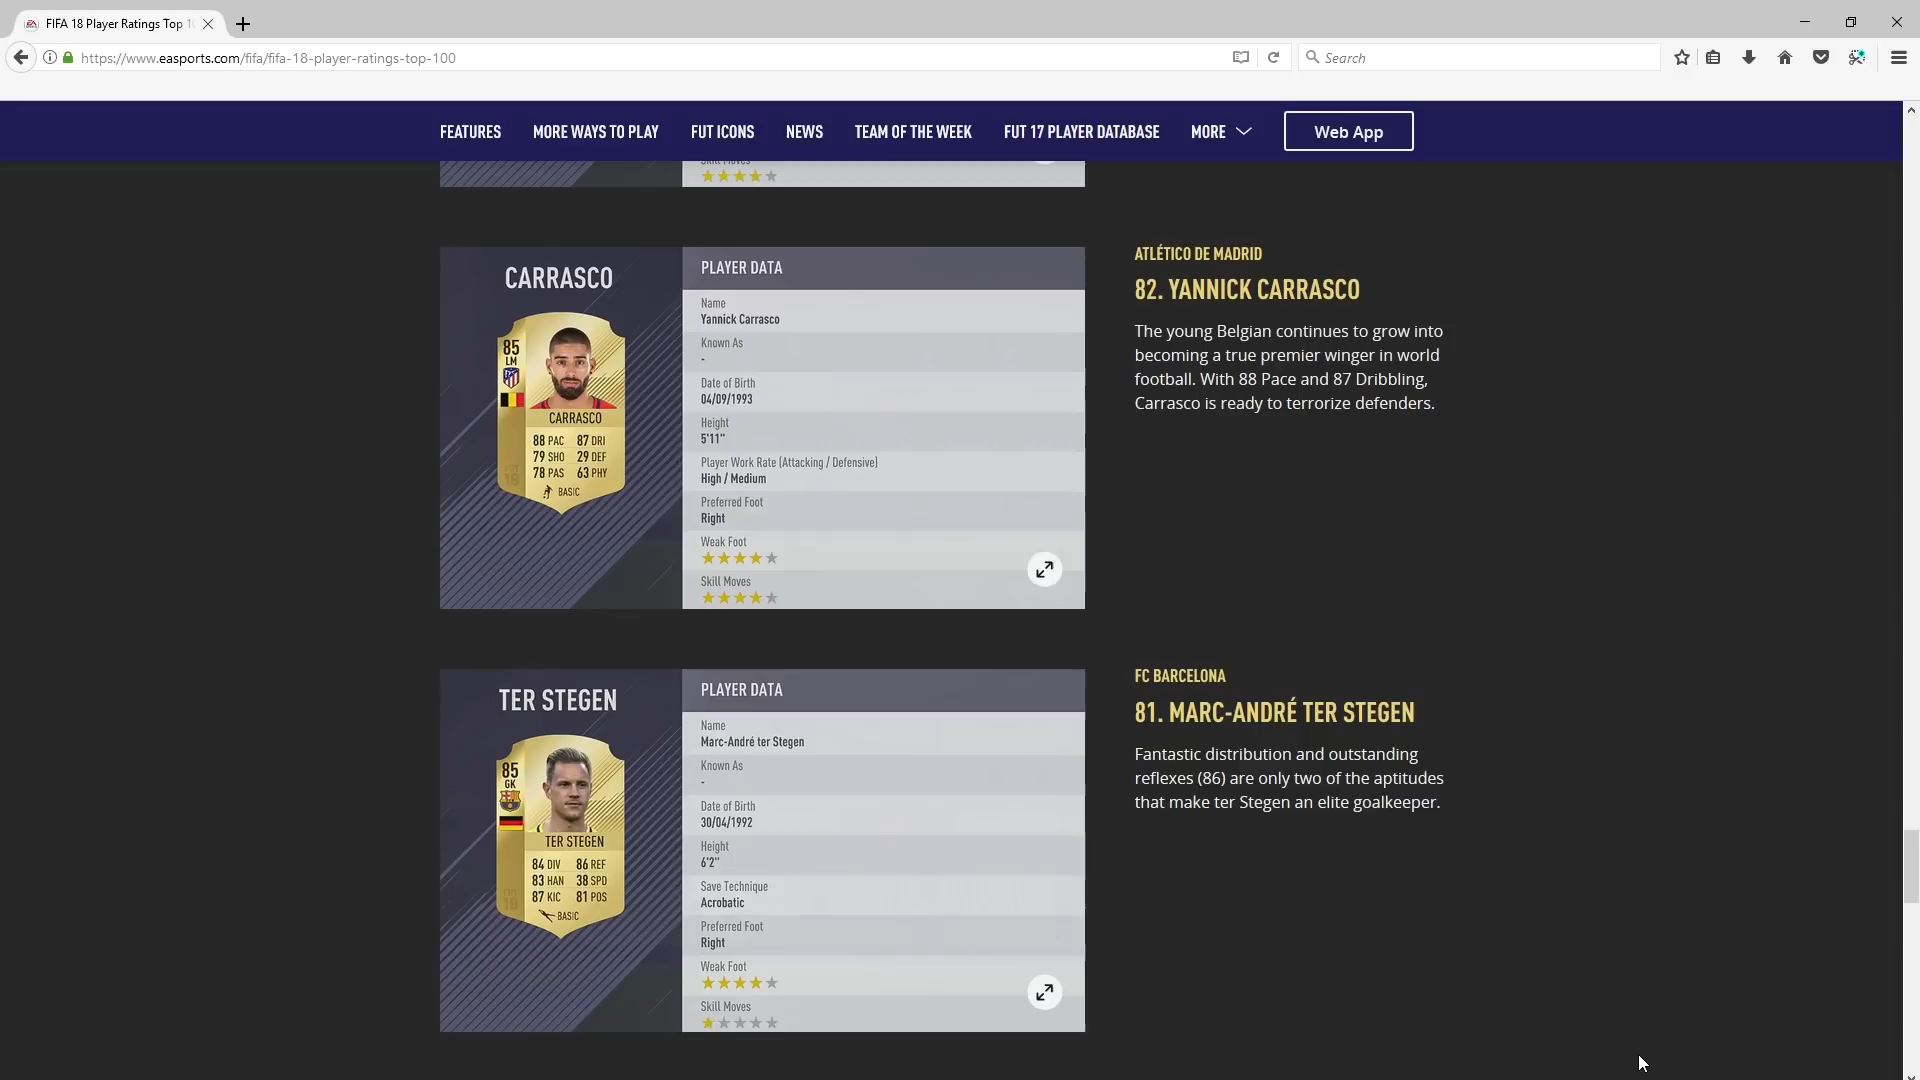 FIFA 18 Player Ratings Top 1
https://www.easports.com/fifa/fifa-18-player-ratings-top-100
Search
FEATURES MORE WAYS TO PLAY FUT ICONS NEWS TEAM OF THE WEEK FUT 17 PLAYER DATABASE MORE Web App
Skill Moves
CARRASCO
85
LM
CARRASCO
88 PAC 87 DRI
79 SHO 29 DEF
78 PAS 63 PHY
BASIC
PLAYER DATA
Name
Yannick Carrasco
Known As
-
Date of Birth
04/09/1993
Height
5'11"
Player Work Rate (Attacking / Defensive)
High / Medium
Preferred Foot
Right
Weak Foot
Skill Moves
ATLÉTICO DE MADRID
82. YANNICK CARRASCO
The young Belgian continues to grow into
becoming a true premier winger in world
football. With 88 Pace and 87 Dribbling,
Carrasco is ready to terrorize defenders.
TER STEGEN
85
GK
TER STEGEN
84 DIV 86 REF
83 HAN 38 SPD
87 KIC 81 POS
BASIC
PLAYER DATA
Name
Marc-André ter Stegen
Known As
-
Date of Birth
30/04/1992
Height
6'2"
Save Technique
Acrobatic
Preferred Foot
Right
Weak Foot
Skill Moves
FC BARCELONA
81. MARC-ANDRÉ TER STEGEN
Fantastic distribution and outstanding
reflexes (86) are only two of the aptitudes
that make ter Stegen an elite goalkeeper.